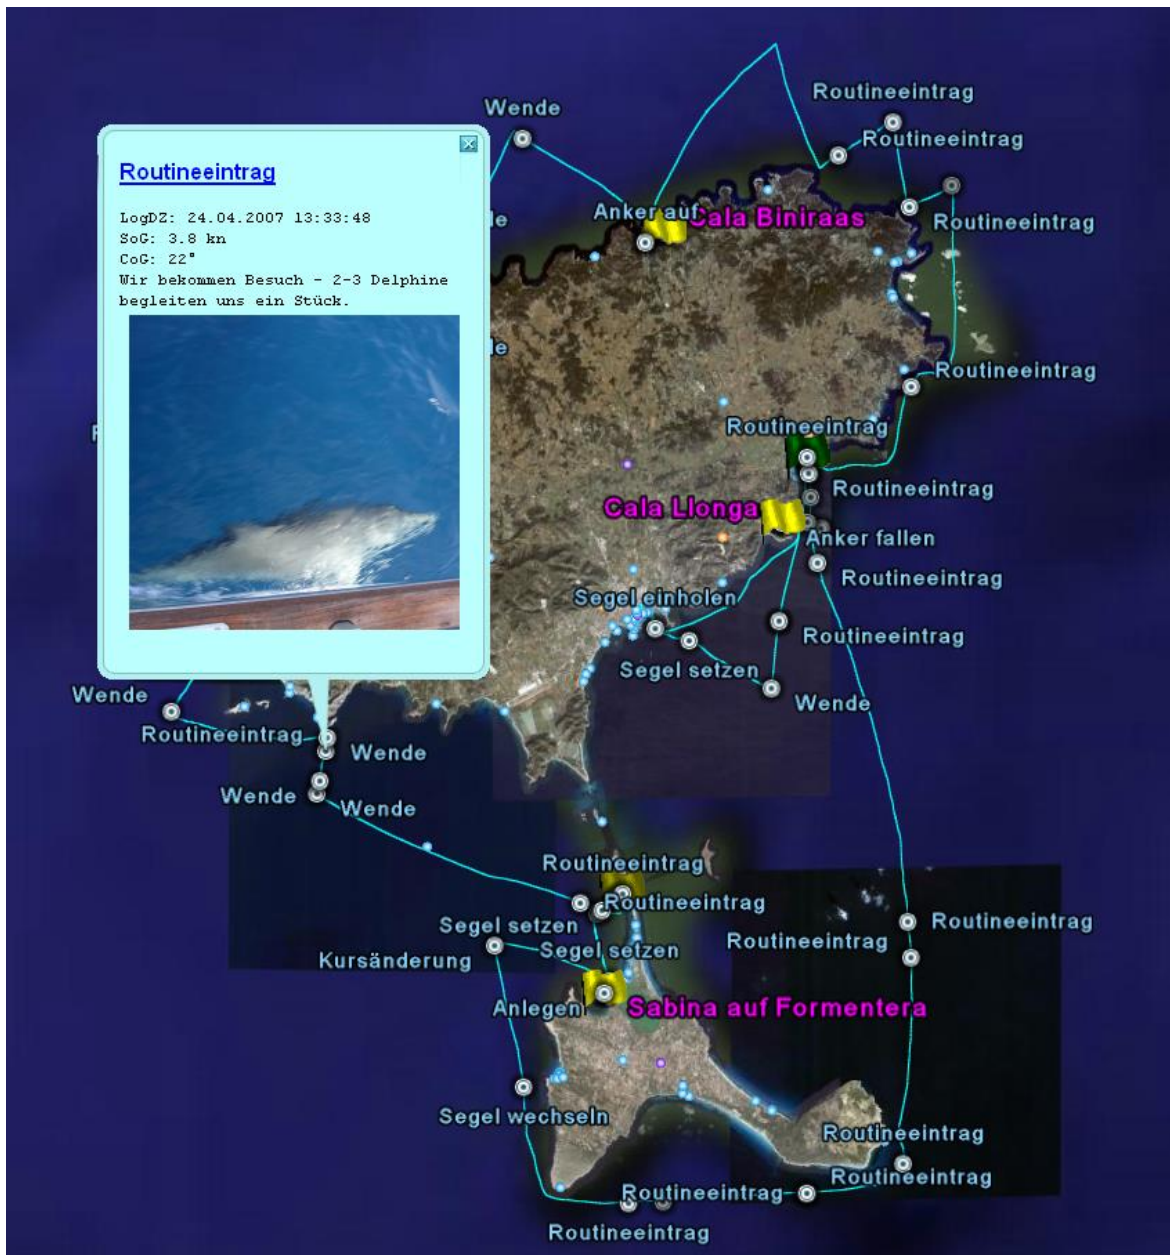 Routineeintrag
Wende
Routineeintrag
Routineeintrag
LogDZ: 24.04.2007 13:33:48
SoG: 3.8 kn
CoG: 22°
Wir bekommen Besuch - 2-3 Delphine
begleiten uns ein Stück.
Anker auf
Cala Biniraas
Routineeintrag
Routineeintrag
Routineeintrag
Routineeintrag
Cala Llonga
Anker fallen
Routineeintrag
Segel einholen
Routineeintrag
Segel setzen
Wende
Wende
Routineeintrag
Wende
Wende
Wende
Routineeintrag
Routineeintrag
Segel setzen
Routineeintrag
Segel setzen
Routineeintrag
Kursänderung
Anlegen
Sabina auf Formentera
Segel wechseln
Routineeintrag
Routineeintrag
Routineeintrag
Routineeintrag